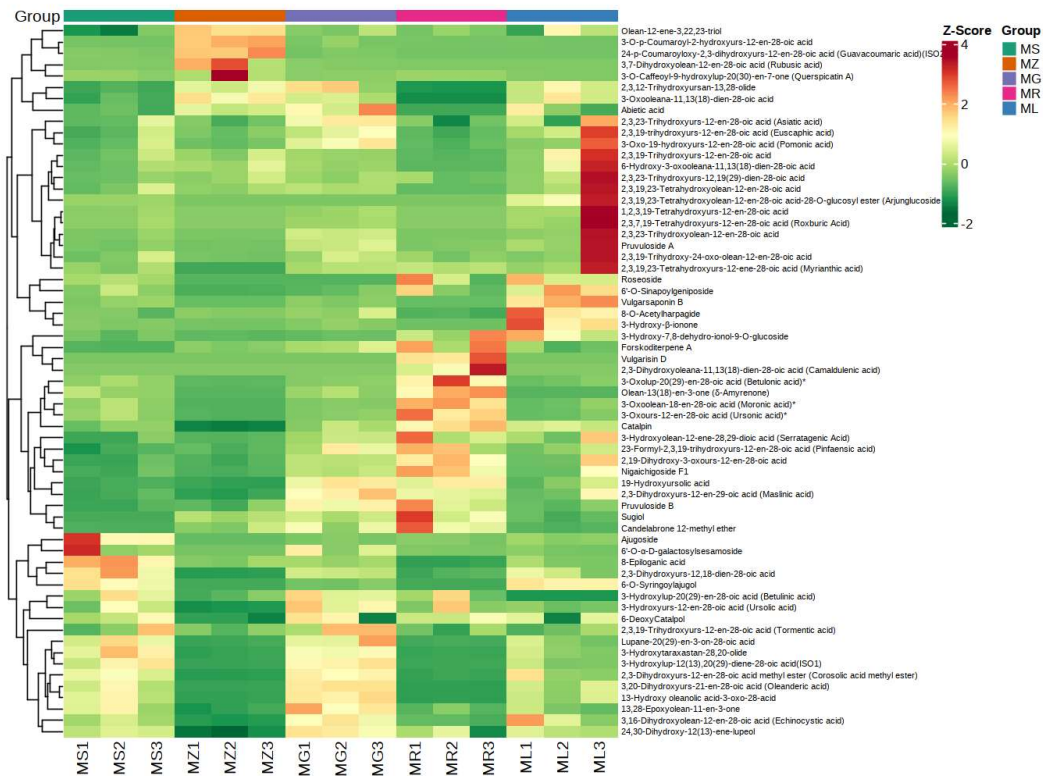 Group
Z-Score
4
2
0
-2
Group
MS
MZ
MG
MR
ML
Olean-12-ene-3,22,23-triol
3-O-p-Coumaroyl-2-hydroxyurs-12-en-28-oic acid
24-p-Coumaroyloxy-2,3-dihydroxyurs-12-en-28-oic acid (Guavacoumaric acid)(ISO2
3,7-Dihydroxyolean-12-en-28-oic acid (Rubusic acid)
3-O-Caffeoyl-9-hydroxylup-20(30)-en-7-one (Querspicatin A)
2,3,12-Trihydroxyursan-13,28-olide
3-Oxooleana-11,13(18)-dien-28-oic acid
Abietic acid
2,3,23-Trihydroxyurs-12-en-28-oic acid (Asiatic acid)
2,3,19-trihydroxyurs-12-en-28-oic acid (Euscaphic acid)
3-Oxo-19-hydroxyurs-12-en-28-oic acid (Pomonic acid)
2,3,19-Trihydroxyurs-12-en-28-oic acid
6-Hydroxy-3-oxooleana-11,13(18)-dien-28-oic acid
2,3,23-Trihydroxyurs-12,19(29)-dien-28-oic acid
2,3,19,23-Tetrahydroxyolean-12-en-28-oic acid
2,3,19,23-Tetrahydroxyolean-12-en-28-oic acid-28-O-glucosyl ester (Arjunglucoside
1,2,3,19-Tetrahydroxyurs-12-en-28-oic acid
2,3,7,19-Tetrahydroxyurs-12-en-28-oic acid (Roxburic Acid)
2,3,23-Trihydroxyolean-12-en-28-oic acid
Pruvuloside A
2,3,19-Trihydroxy-24-oxo-olean-12-en-28-oic acid
2,3,19,23-Tetrahydroxyurs-12-ene-28-oic acid (Myrianthic acid)
Roseoside
6'-O-Sinapoylgeniposide
Vulgarsaponin B
8-O-Acetylharpagide
3-Hydroxy-β-ionone
3-Hydroxy-7,8-dehydro-ionol-9-O-glucoside
Forskoditerpene A
Vulgarisin D
2,3-Dihydroxyoleana-11,13(18)-dien-28-oic acid (Camaldulenic acid)
3-Oxolup-20(29)-en-28-oic acid (Betulonic acid)*
Olean-13(18)-en-3-one (δ-Amyrenone)
3-Oxoolean-18-en-28-oic acid (Moronic acid)*
3-Oxours-12-en-28-oic acid (Ursonic acid)*
Catalpin
3-Hydroxyolean-12-ene-28,29-dioic acid (Serratagenic Acid)
23-Formyl-2,3,19-trihydroxyurs-12-en-28-oic acid (Pinfaensic acid)
2,19-Dihydroxy-3-oxours-12-en-28-oic acid
Nigaichigoside F1
19-Hydroxyursolic acid
2,3-Dihydroxyurs-12-en-29-oic acid (Maslinic acid)
Pruvuloside B
Sugiol
Candelabrone 12-methyl ether
Ajugoside
6'-O-α-D-galactosylsesamoside
8-Epiloganic acid
2,3-Dihydroxyurs-12,18-dien-28-oic acid
6-O-Syringoylajugol
3-Hydroxylup-20(29)-en-28-oic acid (Betulinic acid)
3-Hydroxyurs-12-en-28-oic acid (Ursolic acid)
6-DeoxyCatalpol
2,3,19-Trihydroxyurs-12-en-28-oic acid (Tormentic acid)
Lupane-20(29)-en-3-on-28-oic acid
3-Hydroxytaraxastan-28,20-olide
3-Hydroxylup-12(13),20(29)-diene-28-oic acid(ISO1)
2,3-Dihydroxyurs-12-en-28-oic acid methyl ester (Corosolic acid methyl ester)
3,20-Dihydroxyurs-21-en-28-oic acid (Oleanderic acid)
13-Hydroxy oleanolic acid-3-oxo-28-acid
13,28-Epoxyolean-11-en-3-one
3,16-Dihydroxyolean-12-en-28-oic acid (Echinocystic acid)
24,30-Dihydroxy-12(13)-ene-lupeol
MS1
MS2
MS3
MZ1
MZ2
MZ3
MG1
MG2
MG3
MR1
MR2
MR3
ML1
ML2
ML3